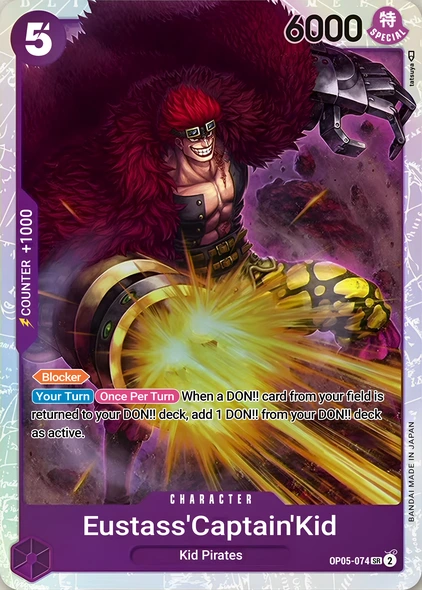 5
6000
特
SPECIAL
tatsuya
COUNTER +1000
Blocker
Your Turn Once Per Turn When a DON!! card from your field is
returned to your DON!! deck, add 1 DON!! from your DON!! deck
as active.
BANDAI MADE IN JAPAN
CHARACTER
Eustass'Captain'Kid
Kid Pirates
OP05-074 SR 2